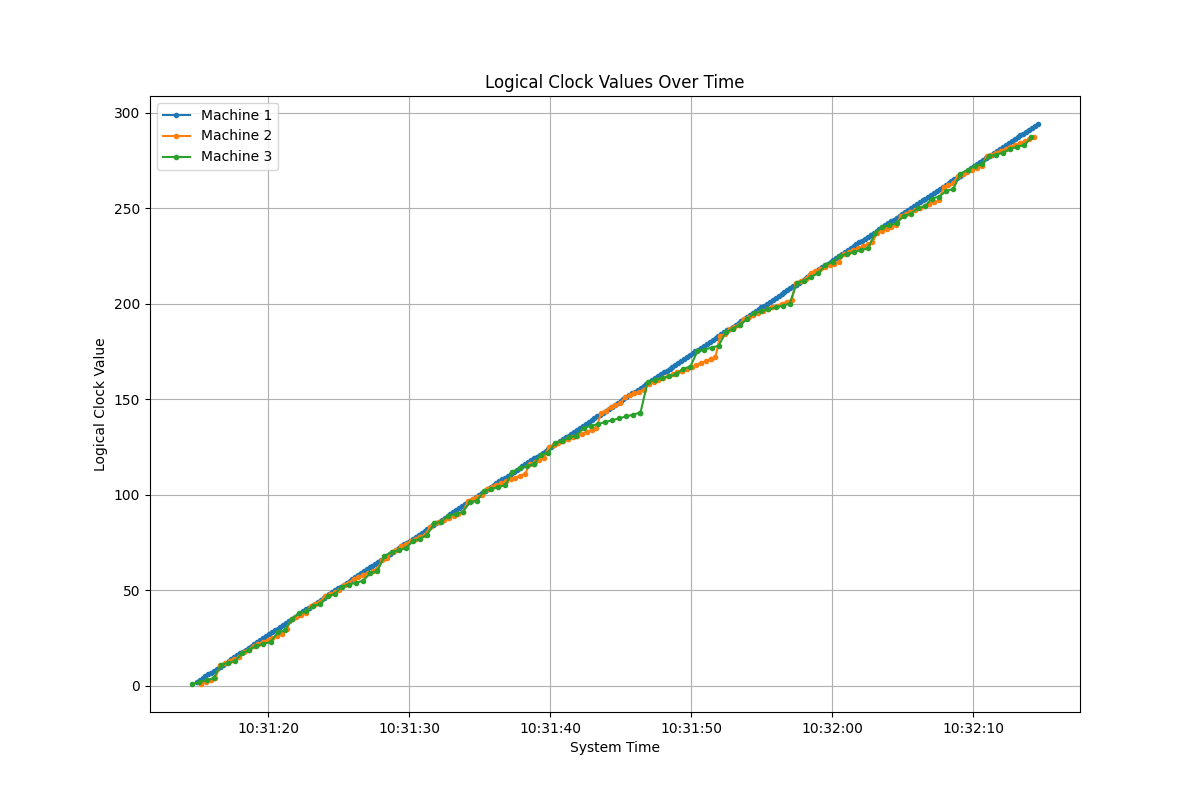 Logical Clock Values Over Time
Machine 1
Machine 2
Machine 3
300
250
200
150
100
50
0
Logical Clock Value
10:31:20
10:31:30
10:31:40
10:31:50
10:32:00
10:32:10
System Time